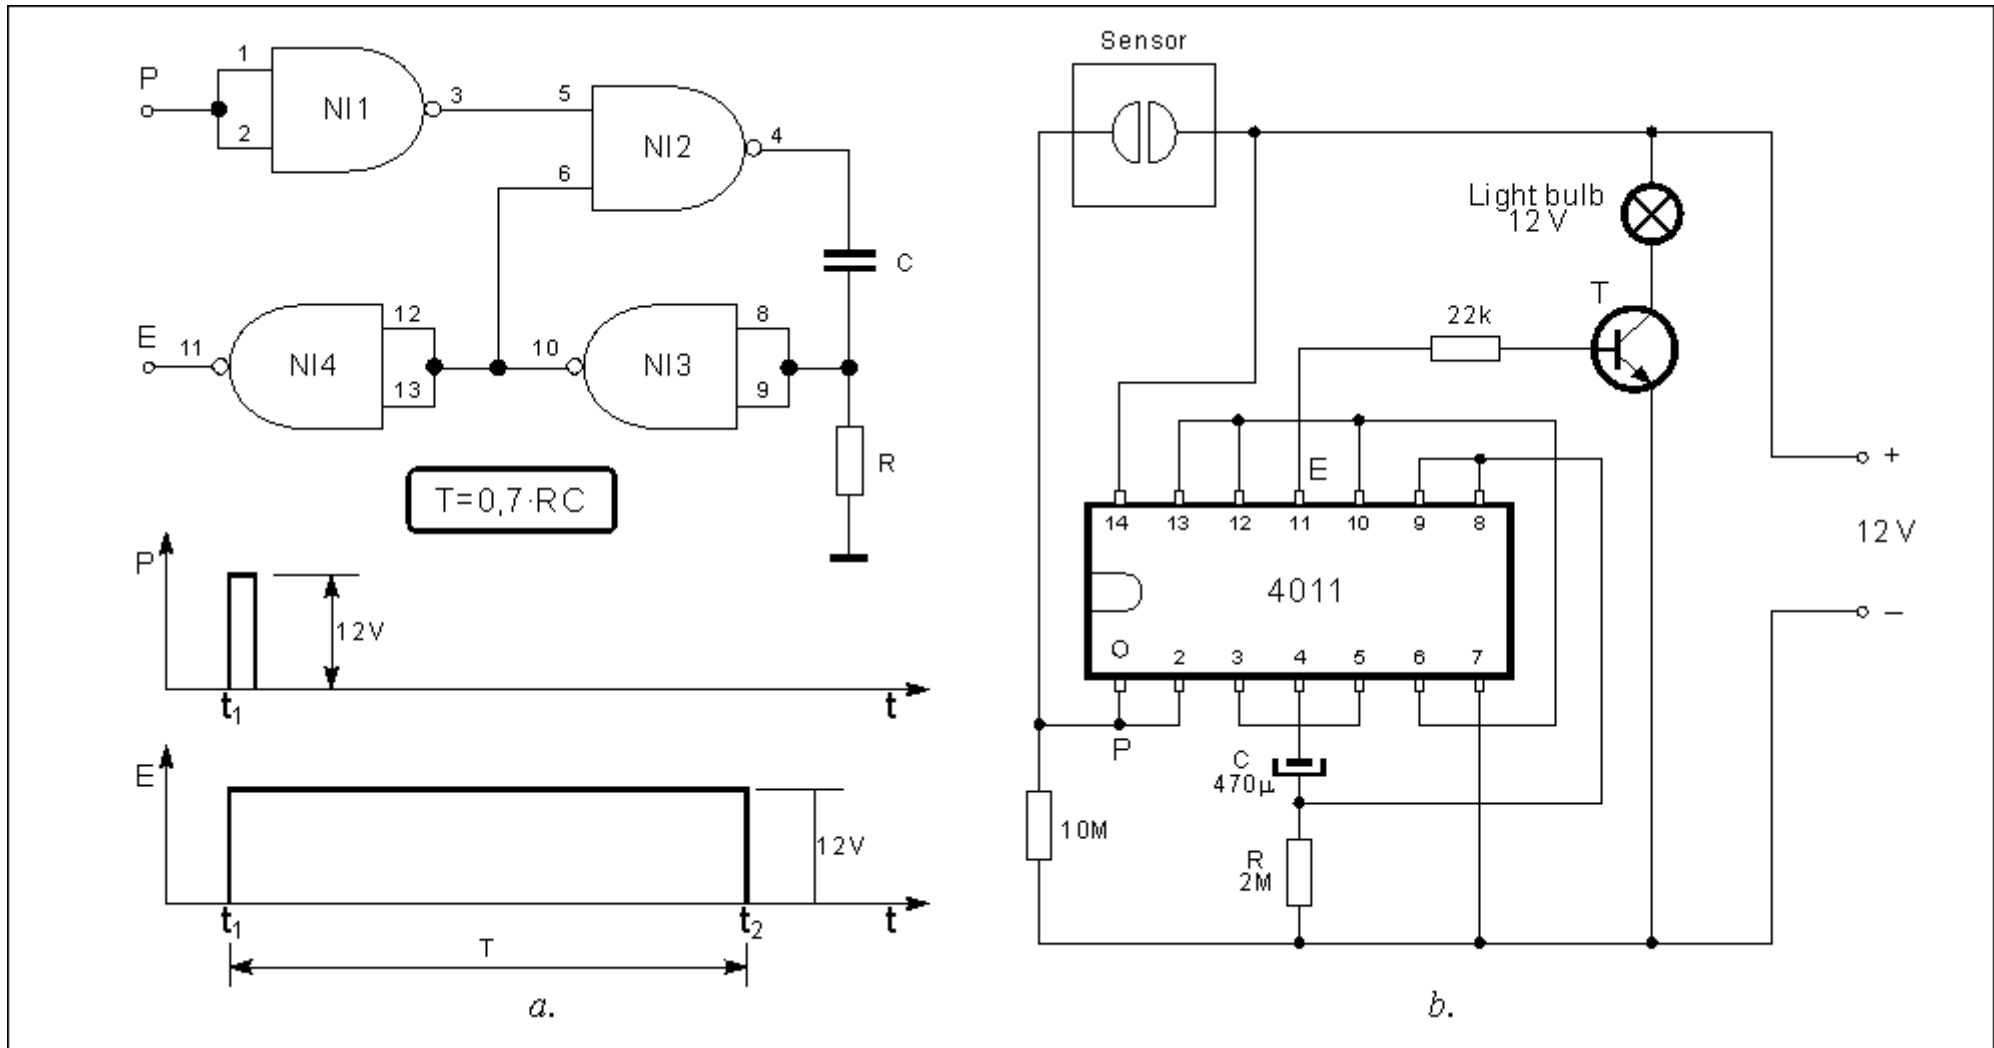 P
1
2
NI1
3
5
6
NI2
4
C
E
11
NI4
12
13
10
NI3
8
9
R
T=0,7·RC
P
12V
t1
t
E
12V
t1
t2
t
T
a.
Sensor
Light bulb
12V
T
22k
E
14 13 12 11 10 9 8
4011
2 3 4 5 6 7
P
C
470µ
10M
R
2M
+
12V
–
b.